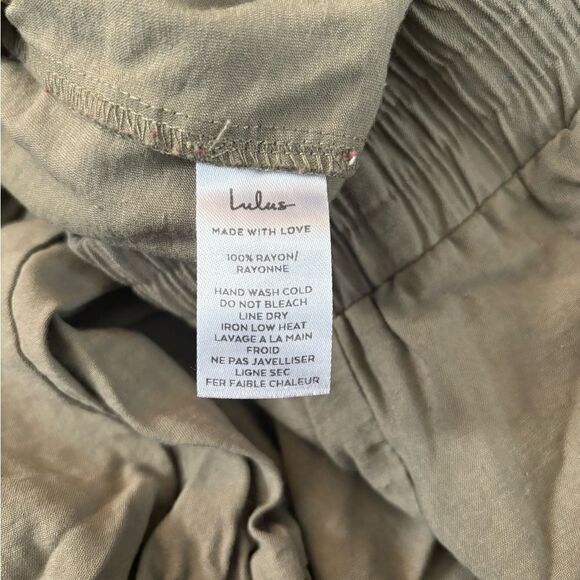 Lulus
MADE WITH LOVE
100% RAYON/
RAYONNE
HAND WASH COLD
DO NOT BLEACH
LINE DRY
IRON LOW HEAT
LAVAGE A LA MAIN
FROID
NE PAS JAVELLISER
LIGNE SEC
FER FAIBLE CHALEUR